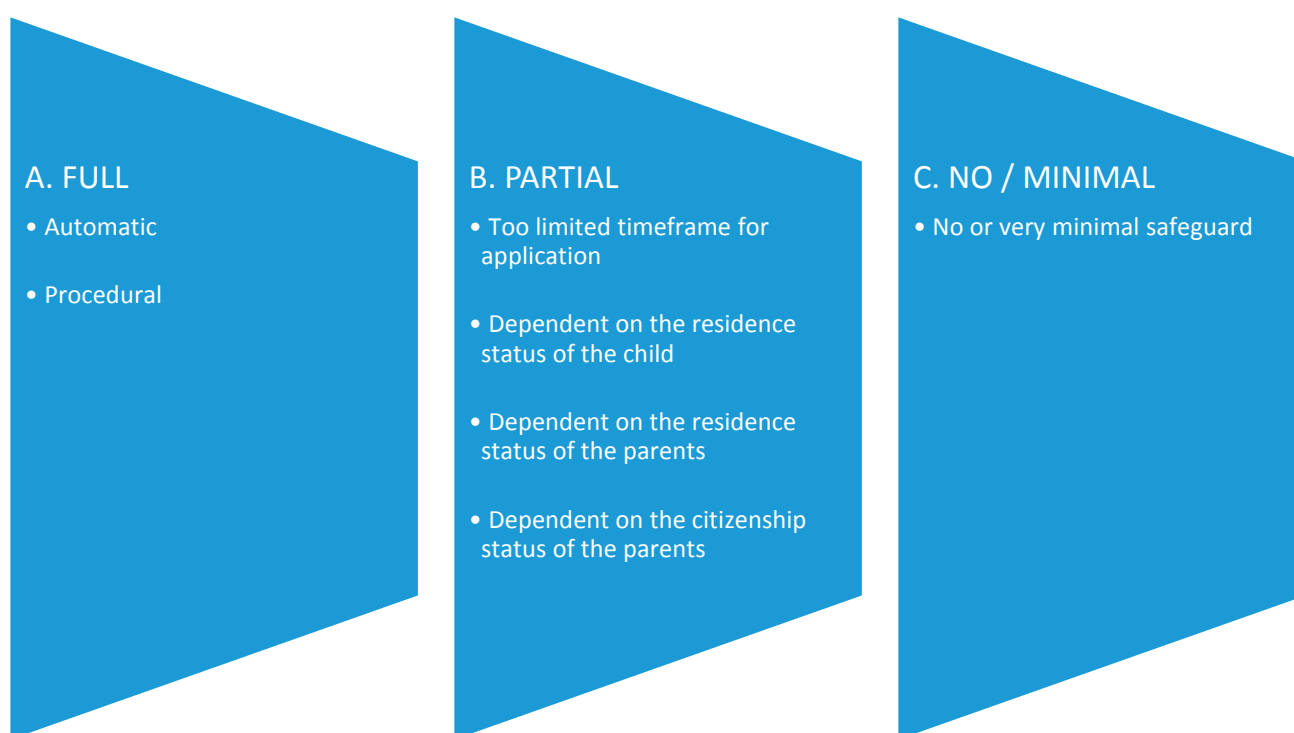 A. FULL
• Automatic
• Procedural
B. PARTIAL
• Too limited timeframe for
application
• Dependent on the residence
status of the child
• Dependent on the residence
status of the parents
• Dependent on the citizenship
status of the parents
C. NO / MINIMAL
• No or very minimal safeguard